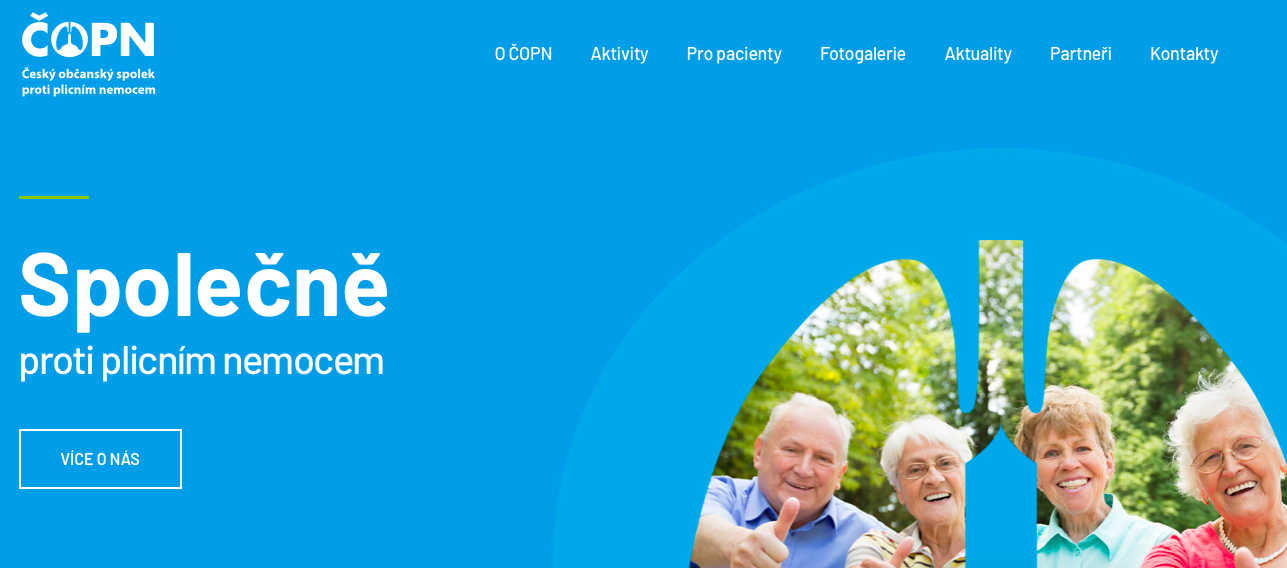 ČOPN
Český občanský spolek
proti plicním nemocem
O ČOPN Aktivity Pro pacienty Fotogalerie Aktuality Partneři Kontakty
Společně
proti plicním nemocem
VÍCE O NÁS